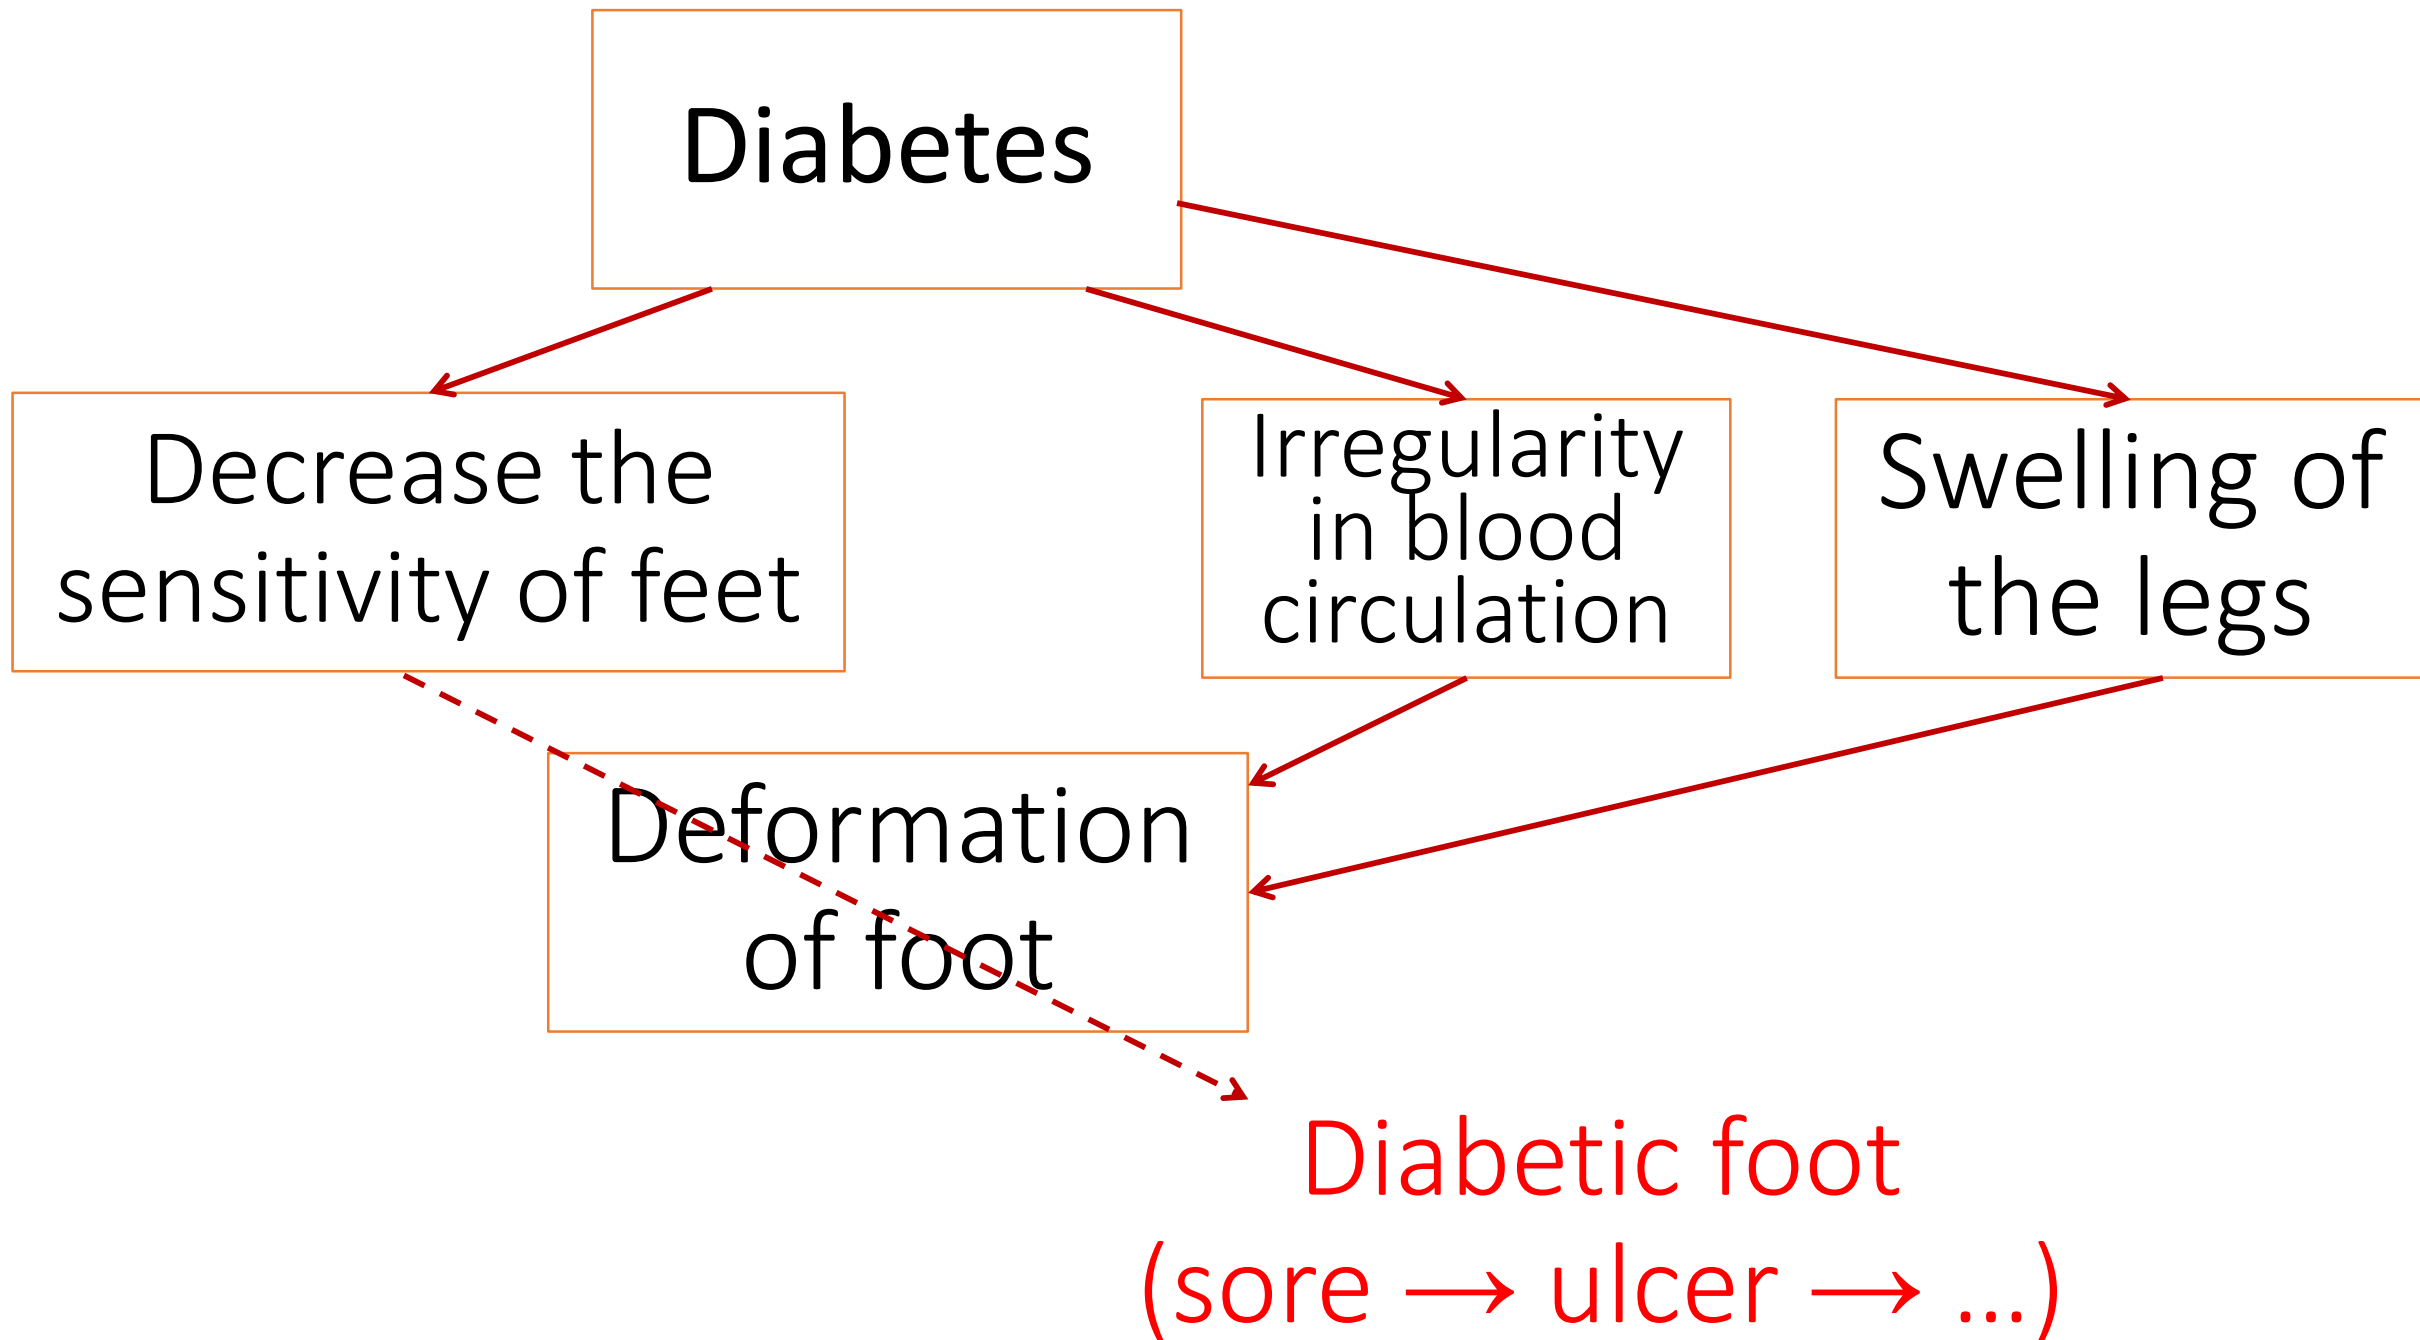 Diabetes
Decrease the
sensitivity of feet
Irregularity
in blood
circulation
Swelling of
the legs
Deformation
of foot
Diabetic foot
(sore → ulcer → ...)